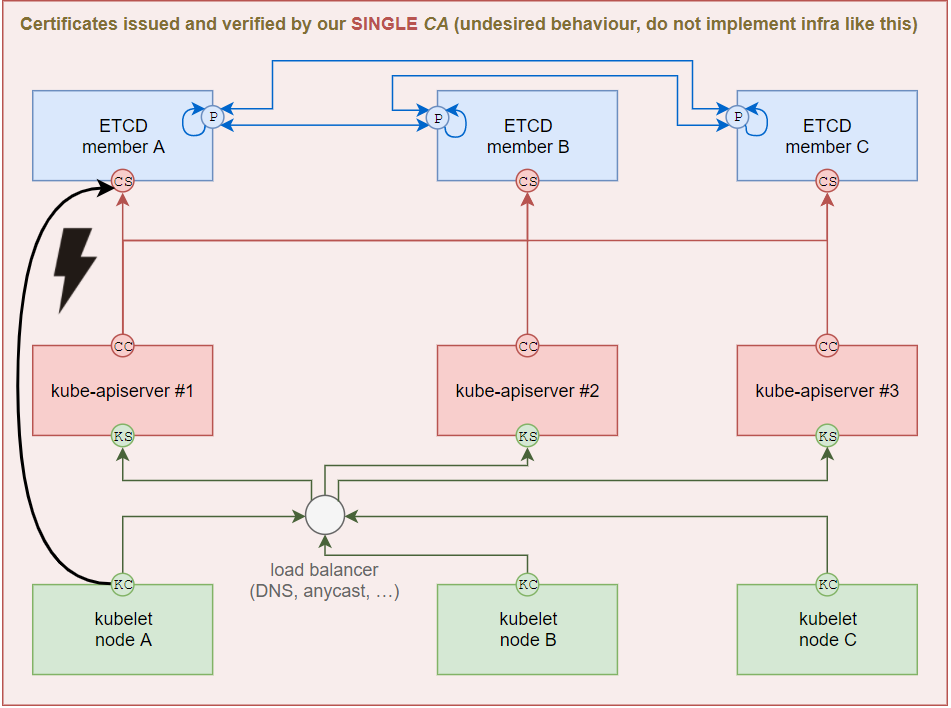 Certificates issued and verified by our SINGLE CA (undesired behaviour, do not implement infra like this)
ETCD
member A
P
P
ETCD
member B
P
ETCD
member C
CS
CS
CS
CC
CC
CC
kube-apiserver #1
kube-apiserver #2
kube-apiserver #3
KS
KS
KS
load balancer
(DNS, anycast, …)
KC
KC
KC
kubelet
node A
kubelet
node B
kubelet
node C